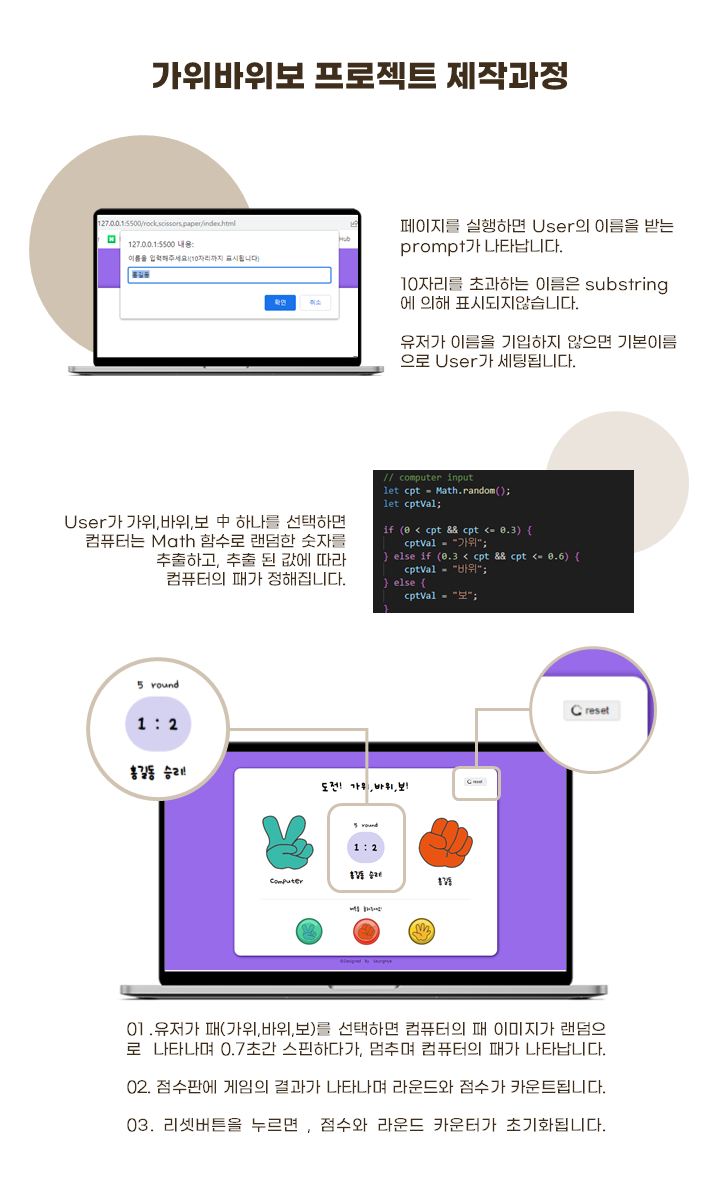 가위바위보 프로젝트 제작과정
127.0.0.1:5500/rock,scissors,paper/index.html
Hub
127.0.0.1:5500 내용:
이름을 입력해주세요!(10자리까지 표시됩니다)
홍길동
확인 취소
페이지를 실행하면 User의 이름을 받는
prompt가 나타납니다.
10자리를 초과하는 이름은 substring
에 의해 표시되지않습니다.
유저가 이름을 기입하지 않으면 기본이름
으로 User가 세팅됩니다.
User가 가위,바위,보 中 하나를 선택하면
컴퓨터는 Math 함수로 랜덤한 숫자를
추출하고, 추출 된 값에 따라
컴퓨터의 패가 정해집니다.
// computer input
let cpt = Math.random();
let cptVal;
if (0 < cpt && cpt <= 0.3) {
cptVal = "가위";
} else if (0.3 < cpt && cpt <= 0.6) {
cptVal = "바위";
} else {
cptVal = "보";
}
5 round
1 : 2
홍길동 승리!
reset
도전! 가위,바위,보!
reset
5 round
1 : 2
홍길동 승리!
Computer
홍길동
©Designed by
01 .유저가 패(가위,바위,보)를 선택하면 컴퓨터의 패 이미지가 랜덤으
로 나타나며 0.7초간 스핀하다가, 멈추며 컴퓨터의 패가 나타납니다.
02. 점수판에 게임의 결과가 나타나며 라운드와 점수가 카운트됩니다.
03. 리셋버튼을 누르면 , 점수와 라운드 카운터가 초기화됩니다.